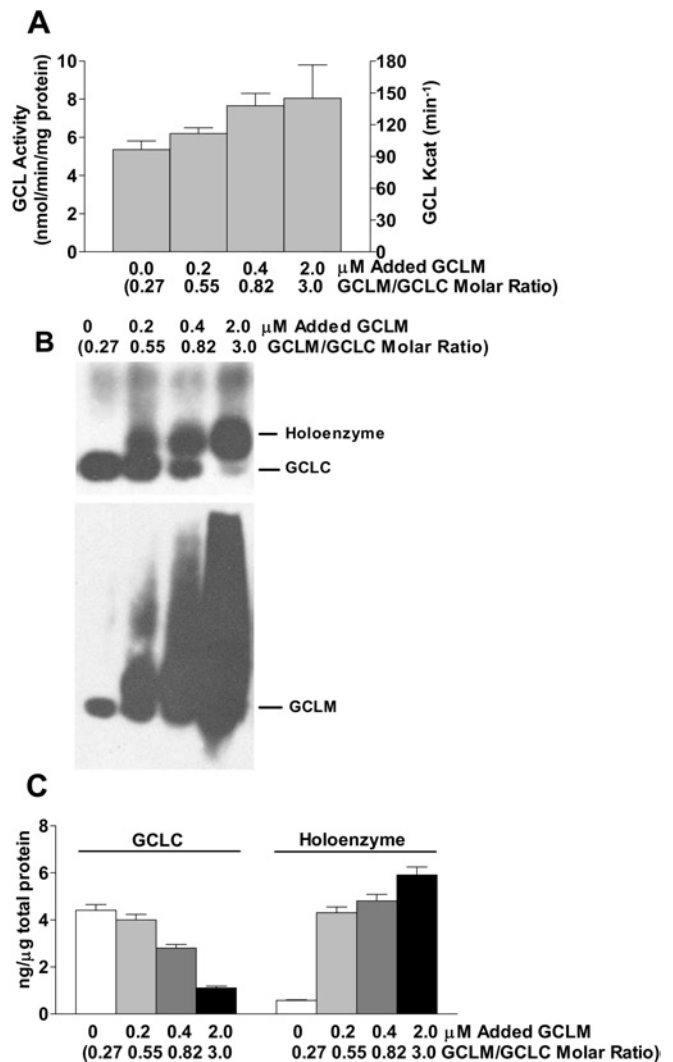 A
GCL Activity
(nmol/min/mg protein)
10
8
6
4
2
0
180
150
120
90
60
30
0
GCL Kcat (min⁻¹)
0.0 0.2 0.4 2.0 μM Added GCLM
(0.27 0.55 0.82 3.0 GCLM/GCLC Molar Ratio)
B
0 0.2 0.4 2.0 μM Added GCLM
(0.27 0.55 0.82 3.0 GCLM/GCLC Molar Ratio)
Holoenzyme
GCLC
GCLM
C
ng/μg total protein
8
6
4
2
0
GCLC Holoenzyme
0 0.2 0.4 2.0 0 0.2 0.4 2.0 μM Added GCLM
(0.27 0.55 0.82 3.0 0.27 0.55 0.82 3.0 GCLM/GCLC Molar Ratio)